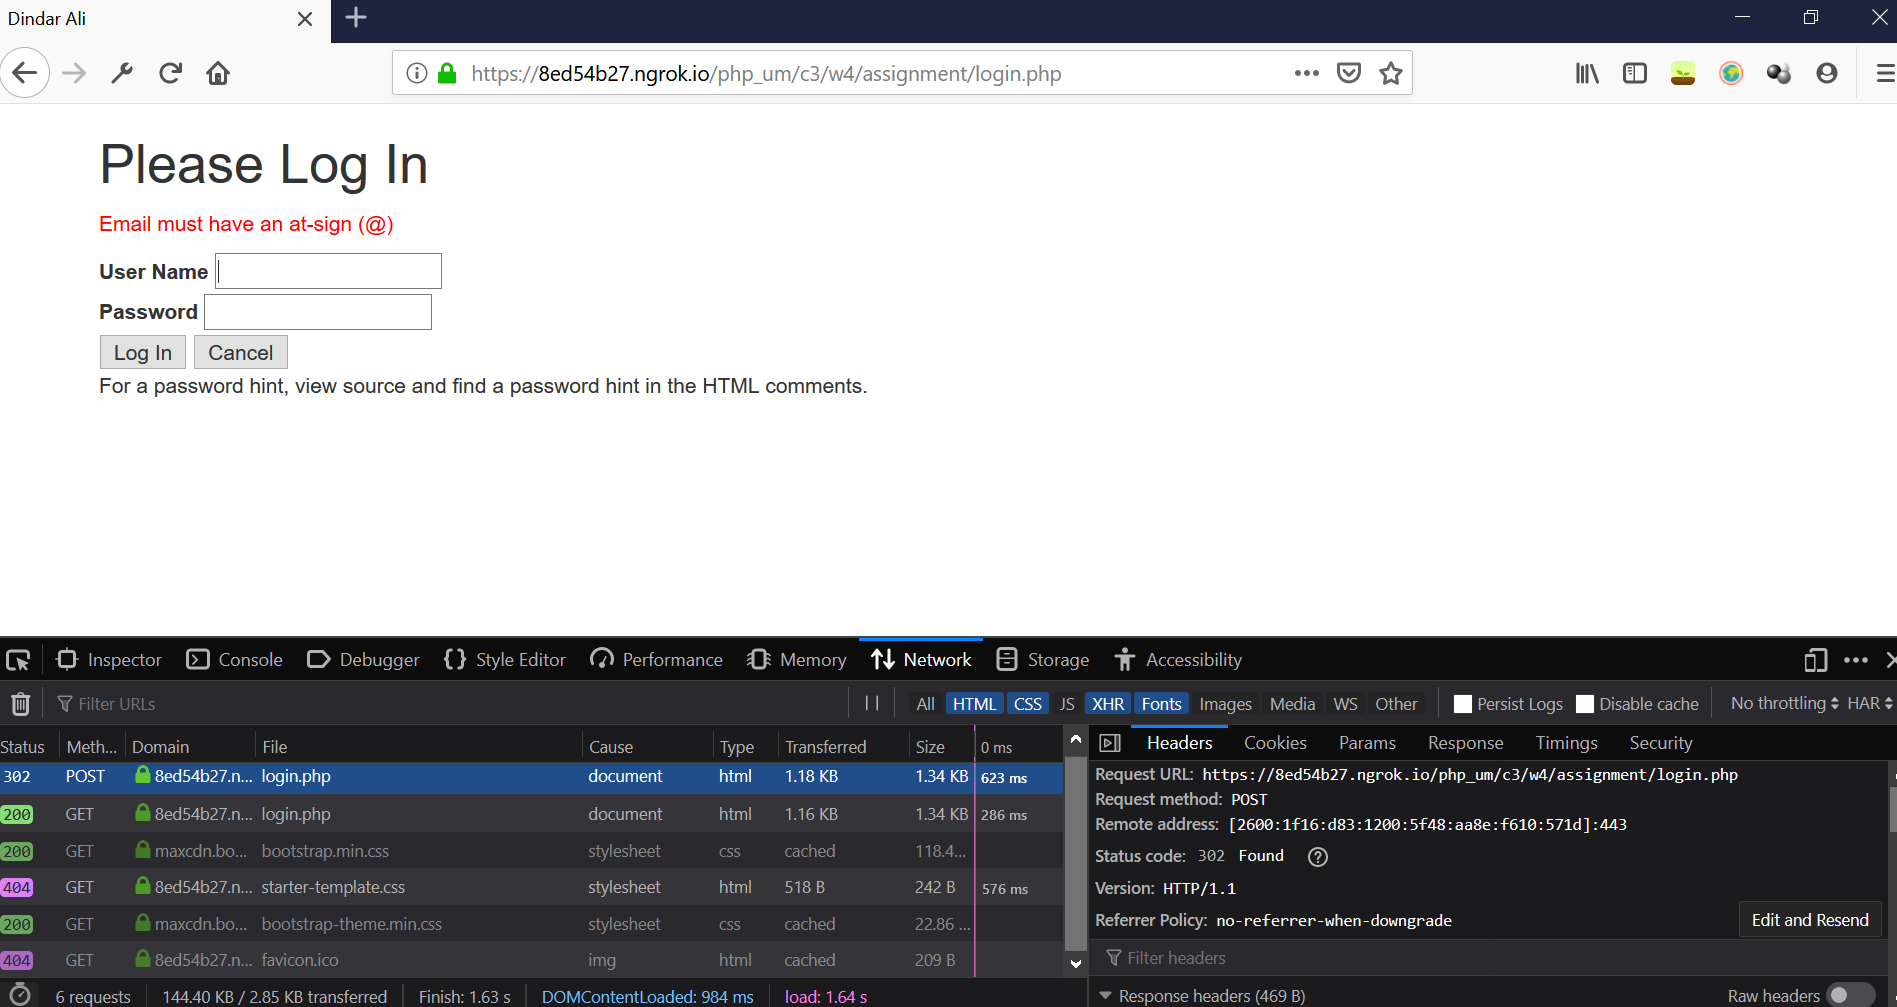 Dindar Ali
https://8ed54b27.ngrok.io/php_um/c3/w4/assignment/login.php
Please Log In
Email must have an at-sign (@)
User Name
Password
Log In Cancel
For a password hint, view source and find a password hint in the HTML comments.
Inspector Console Debugger Style Editor Performance Memory Network Storage Accessibility
Filter URLs All HTML CSS JS XHR Fonts Images Media WS Other Persist Logs Disable cache No throttling HAR
Status Meth... Domain File Cause Type Transferred Size 0 ms
302 POST 8ed54b27.n... login.php document html 1.18 KB 1.34 KB 623 ms
200 GET 8ed54b27.n... login.php document html 1.16 KB 1.34 KB 286 ms
200 GET maxcdn.bo... bootstrap.min.css stylesheet css cached 118.4...
404 GET 8ed54b27.n... starter-template.css stylesheet html 518 B 242 B 576 ms
200 GET maxcdn.bo... bootstrap-theme.min.css stylesheet css cached 22.86 ...
404 GET 8ed54b27.n... favicon.ico img html cached 209 B
6 requests 144.40 KB / 2.85 KB transferred Finish: 1.63 s DOMContentLoaded: 984 ms load: 1.64 s
Headers Cookies Params Response Timings Security
Request URL: https://8ed54b27.ngrok.io/php_um/c3/w4/assignment/login.php
Request method: POST
Remote address: [2600:1f16:d83:1200:5f48:aa8e:f610:571d]:443
Status code: 302 Found
Version: HTTP/1.1
Referrer Policy: no-referrer-when-downgrade Edit and Resend
Filter headers
Response headers (469 B) Raw headers